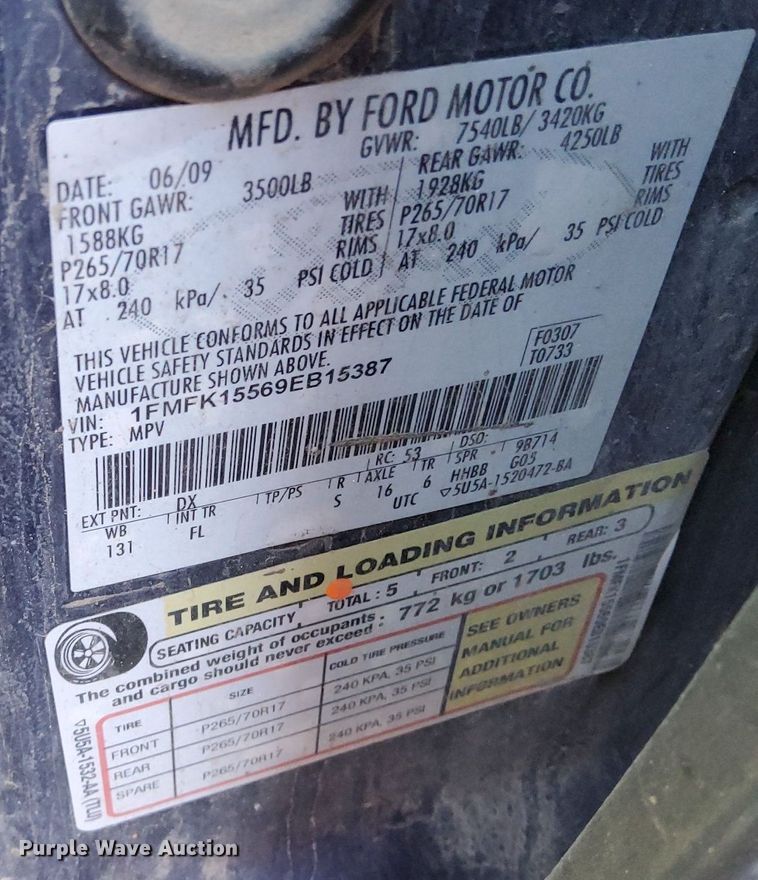 MFD. BY FORD MOTOR CO.
DATE: 06/09 GVWR: 7540LB/ 3420KG
FRONT GAWR: 3500LB REAR GAWR: 4250LB
1588KG WITH 1928KG WITH
P265/70R17 TIRES P265/70R17 TIRES
17x8.0 RIMS 17x8.0 RIMS
AT 240 kPa/ 35 PSI COLD AT 240 kPa/ 35 PSI COLD
THIS VEHICLE CONFORMS TO ALL APPLICABLE FEDERAL MOTOR
VEHICLE SAFETY STANDARDS IN EFFECT ON THE DATE OF
MANUFACTURE SHOWN ABOVE.
F0307
T0733
VIN: 1FMFK15569EB15387
TYPE: MPV
EXT PNT: DX RC: 53 DSO: 9B714
WB INT TR TP/PS R AXLE TR SPR G05
131 FL S 16 6 HHBB
UTC ▽5U5A-1520472-BA
TIRE AND LOADING INFORMATION
SEATING CAPACITY TOTAL: 5 FRONT: 2 REAR: 3
The combined weight of occupants
and cargo should never exceed : 772 kg or 1703 lbs.
TIRE SIZE COLD TIRE PRESSURE
FRONT P265/70R17 240 KPA, 35 PSI
REAR P265/70R17 240 KPA, 35 PSI
SPARE P265/70R17 240 KPA, 35 PSI
SEE OWNERS
MANUAL FOR
ADDITIONAL
INFORMATION
▽5U5A-1532-AA (TLU)
Purple Wave Auction